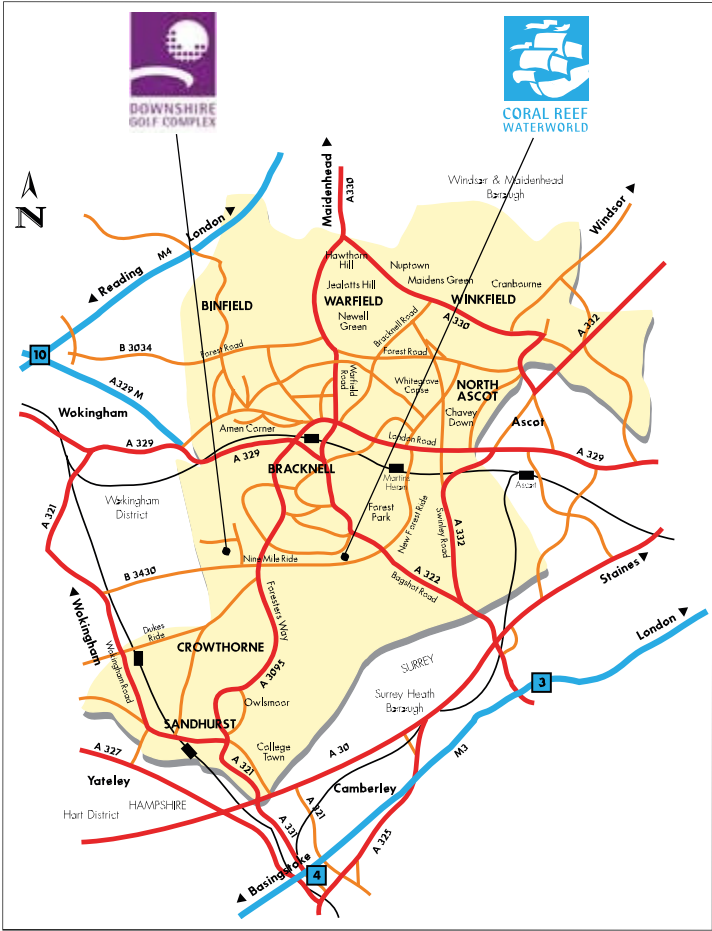 DOWNSHIRE
GOLF COMPLEX
CORAL REEF
WATERWORLD
N
Maidenhead
A330
Windsor & Maidenhead
Borough
Windsor
London
M4
Reading
Hawthorn
Hill
Nuptown
Jealotts Hill
Maidens Green
Cranbourne
BINFIELD
WARFIELD
WINKFIELD
Newell
Green
Bracknell Road
A 330
A 332
10
B 3034
Forest Road
Forest Road
A329 M
Warfield
Road
Whitegrove
Copse
NORTH
ASCOT
Wokingham
Chavey
Down
Amen Corner
Ascot
A 329
A 329
London Road
A 329
BRACKNELL
Martins
Heron
Ascot
A 321
Wokingham
District
Forest
Park
New Forest Ride
Swinley Road
A 332
Nine Mile Ride
B 3430
A 322
Bagshot Road
Staines
Wokingham
Foresters Way
Dukes
Ride
London
Wokingham Road
CROWTHORNE
SURREY
A 3095
3
Surrey Heath
Borough
Owlsmoor
SANDHURST
A 327
College
Town
A 30
M3
A 321
Yateley
Camberley
HAMPSHIRE
Hart District
A 321
A 331
A 325
Basingstoke
4